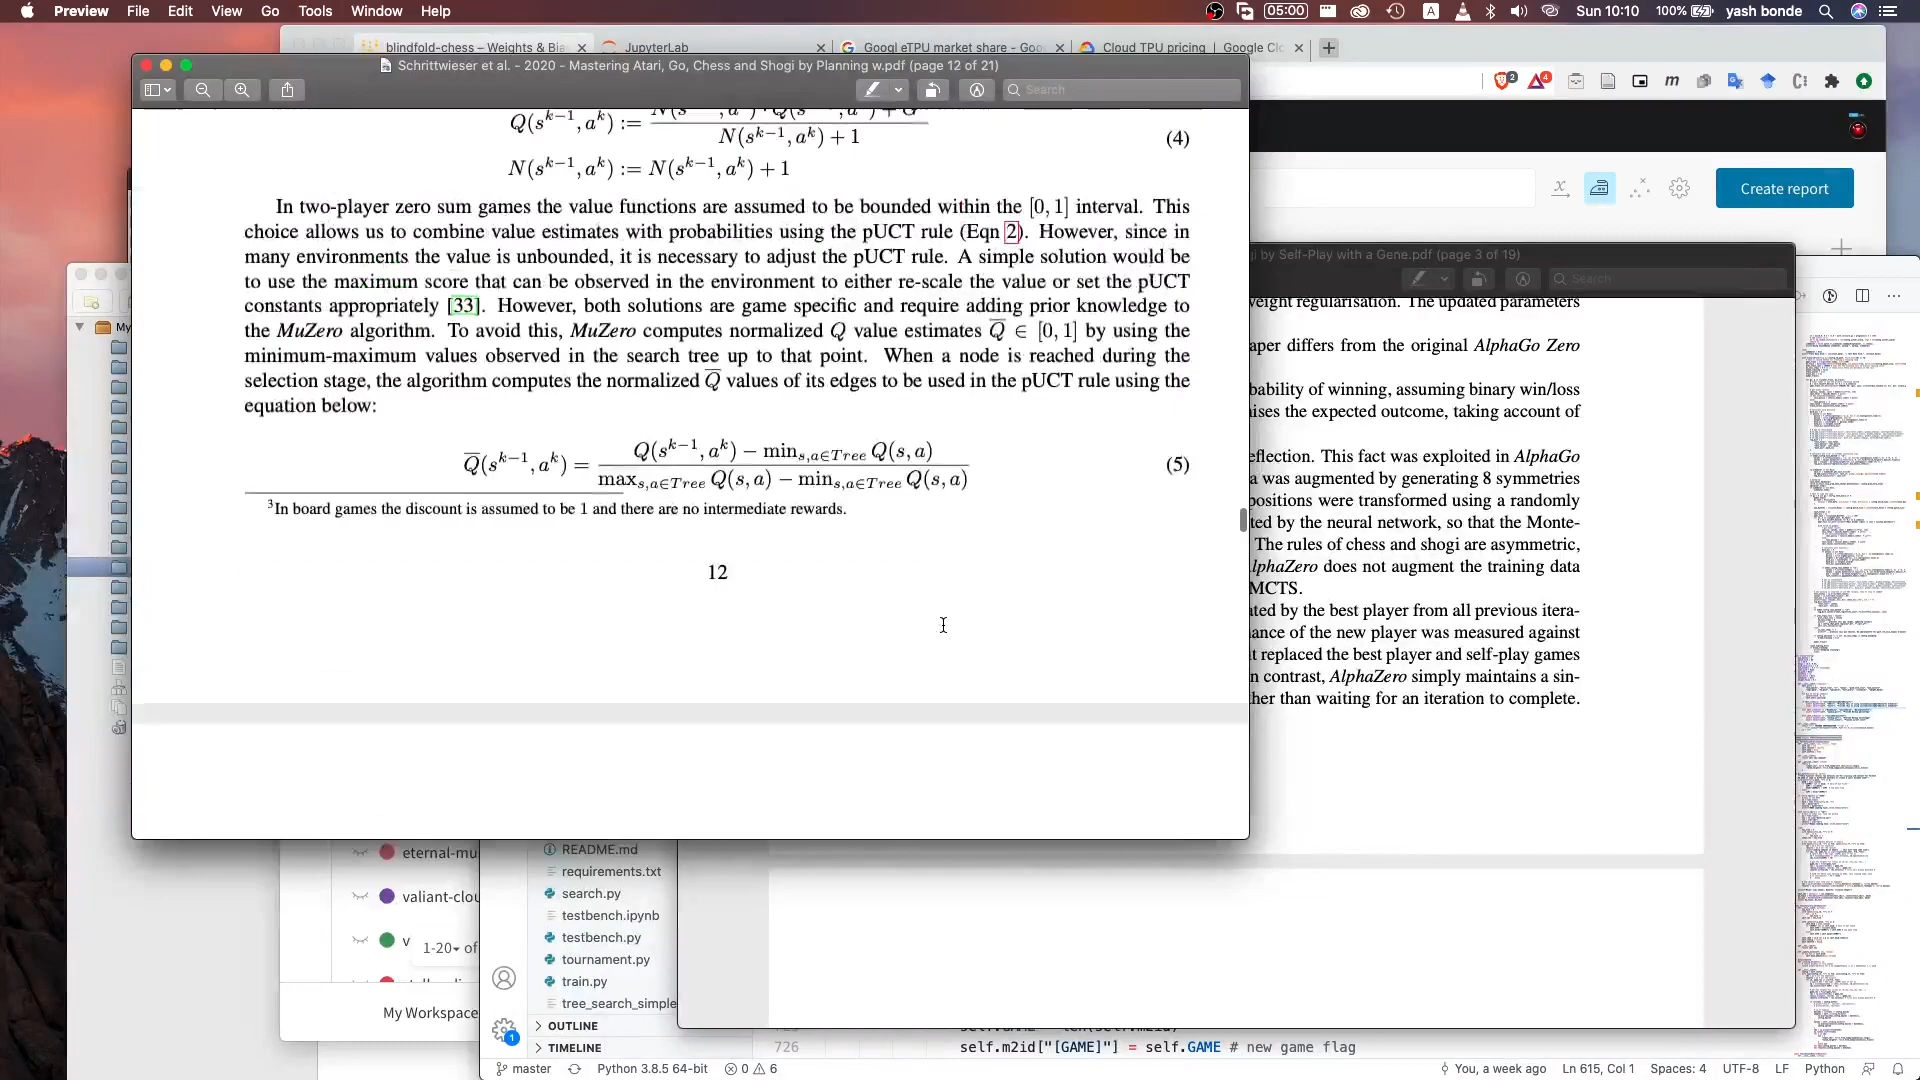 Preview File Edit View Go Tools Window Help
05:00 A Sun 10:10 100% yash bonde
blindfold-chess – Weights & Bia
JupyterLab
Googl eTPU market share - Goo
Cloud TPU pricing | Google Clo
Schrittwieser et al. - 2020 - Mastering Atari, Go, Chess and Shogi by Planning w.pdf (page 12 of 21)
Search
Create report
Q(s^{k−1}, a^k) :=
N(s^{k−1}, a^k) + 1
(4)
N(s^{k−1}, a^k) := N(s^{k−1}, a^k) + 1
In two-player zero sum games the value functions are assumed to be bounded within the [0, 1] interval. This
choice allows us to combine value estimates with probabilities using the pUCT rule (Eqn 2). However, since in
many environments the value is unbounded, it is necessary to adjust the pUCT rule. A simple solution would be
to use the maximum score that can be observed in the environment to either re-scale the value or set the pUCT
constants appropriately [33]. However, both solutions are game specific and require adding prior knowledge to
the MuZero algorithm. To avoid this, MuZero computes normalized Q value estimates Q̅ ∈ [0, 1] by using the
minimum-maximum values observed in the search tree up to that point. When a node is reached during the
selection stage, the algorithm computes the normalized Q̅ values of its edges to be used in the pUCT rule using the
equation below:
Q̅(s^{k−1}, a^k) =
Q(s^{k−1}, a^k) − min_{s,a∈Tree} Q(s, a)
max_{s,a∈Tree} Q(s, a) − min_{s,a∈Tree} Q(s, a)
(5)
³In board games the discount is assumed to be 1 and there are no intermediate rewards.
12
gi by Self-Play with a Gene.pdf (page 3 of 19)
Search
weight regularisation. The updated parameters
aper differs from the original AlphaGo Zero
bability of winning, assuming binary win/loss
ises the expected outcome, taking account of
eflection. This fact was exploited in AlphaGo
a was augmented by generating 8 symmetries
positions were transformed using a randomly
ted by the neural network, so that the Monte-
The rules of chess and shogi are asymmetric,
lphaZero does not augment the training data
MCTS.
ated by the best player from all previous itera-
ance of the new player was measured against
it replaced the best player and self-play games
n contrast, AlphaZero simply maintains a sin-
ther than waiting for an iteration to complete.
My
eternal-mu
valiant-clou
v
1-20 of
My Workspace
README.md
requirements.txt
search.py
testbench.ipynb
testbench.py
tournament.py
train.py
tree_search_simple
OUTLINE
TIMELINE
726 self.m2id["[GAME]"] = self.GAME # new game flag
master Python 3.8.5 64-bit 0 6 You, a week ago Ln 615, Col 1 Spaces: 4 UTF-8 LF Python